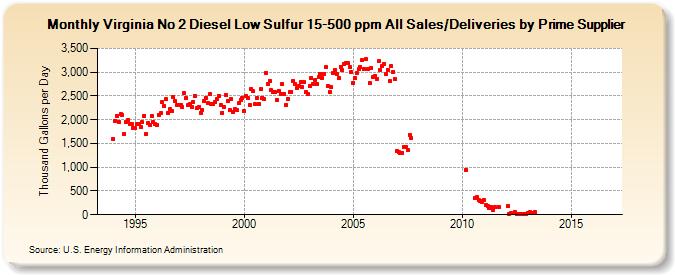 Monthly Virginia No 2 Diesel Low Sulfur 15-500 ppm All Sales/Deliveries by Prime Supplier
Thousand Gallons per Day
3,500
3,000
2,500
2,000
1,500
1,000
500
0
1995 2000 2005 2010 2015
Source: U.S. Energy Information Administration